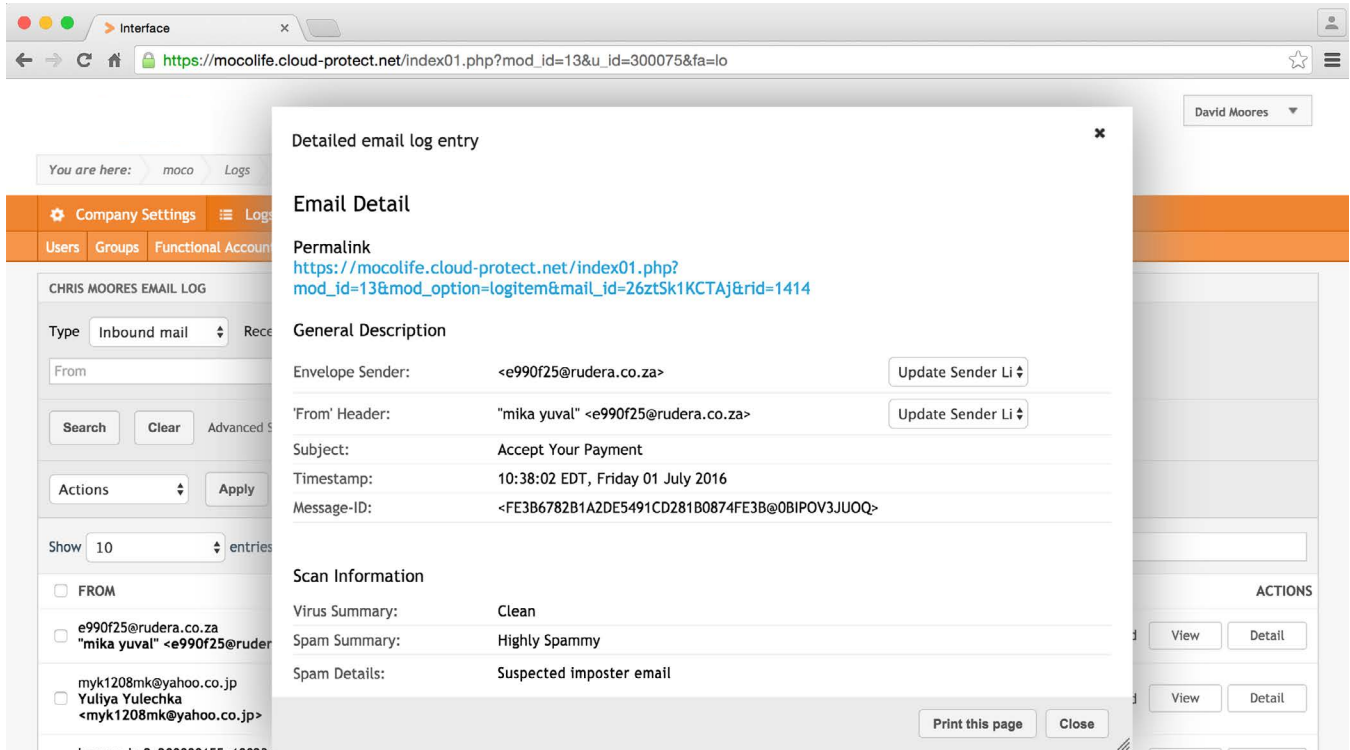 Interface
https://mocolife.cloud-protect.net/index01.php?mod_id=13&u_id=300075&fa=lo
David Moores
You are here: moco Logs
Company Settings Logs
Users Groups Functional Accoun
CHRIS MOORES EMAIL LOG
Type Inbound mail Rece
From
Search Clear Advanced S
Actions Apply
Show 10 entries
FROM
ACTIONS
e990f25@rudera.co.za
"mika yuval" <e990f25@ruder
View Detail
myk1208mk@yahoo.co.jp
Yuliya Yulechka
<myk1208mk@yahoo.co.jp>
View Detail
Detailed email log entry
Email Detail
Permalink
https://mocolife.cloud-protect.net/index01.php?
mod_id=13&mod_option=logitem&mail_id=26ztSk1KCTAj&rid=1414
General Description
Envelope Sender: <e990f25@rudera.co.za> Update Sender Li
'From' Header: "mika yuval" <e990f25@rudera.co.za> Update Sender Li
Subject: Accept Your Payment
Timestamp: 10:38:02 EDT, Friday 01 July 2016
Message-ID: <FE3B6782B1A2DE5491CD281B0874FE3B@0BIPOV3JUOQ>
Scan Information
Virus Summary: Clean
Spam Summary: Highly Spammy
Spam Details: Suspected imposter email
Print this page Close